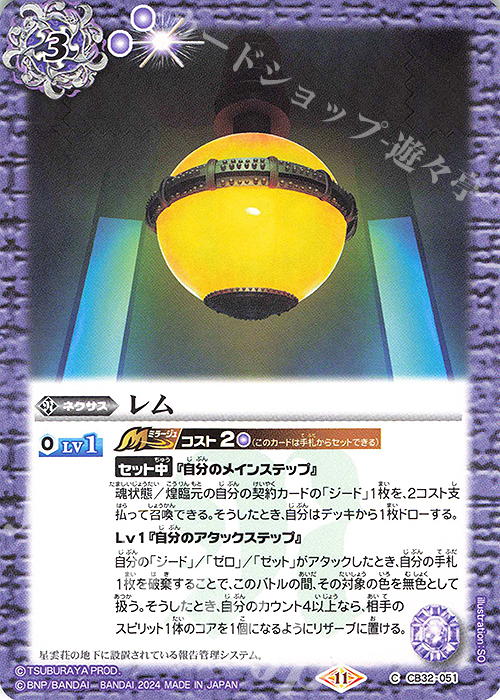 3
カードショップ-遊々亭
ネクサス レム
0 LV1
ミラージュ コスト2 (このカードは手札からセットできる)
セット中 『自分のメインステップ』
魂状態/煌臨元の自分の契約カードの「ジード」1枚を、2コスト支
払って召喚できる。そうしたとき、自分はデッキから1枚ドローする。
Lv1『自分のアタックステップ』
自分の「ジード」/「ゼロ」/「ゼット」がアタックしたとき、自分の手札
1枚を破棄することで、このバトルの間、その対象の色を無色として
扱う。そうしたとき、自分のカウント4以上なら、相手の
スピリット1体のコアを1個になるようにリザーブに置ける。
星雲荘の地下に設置されている報告管理システム。
illustration:SO
©TSUBURAYA PROD.
©BNP/BANDAI BANDAI 2024 MADE IN JAPAN
11
C CB32-051